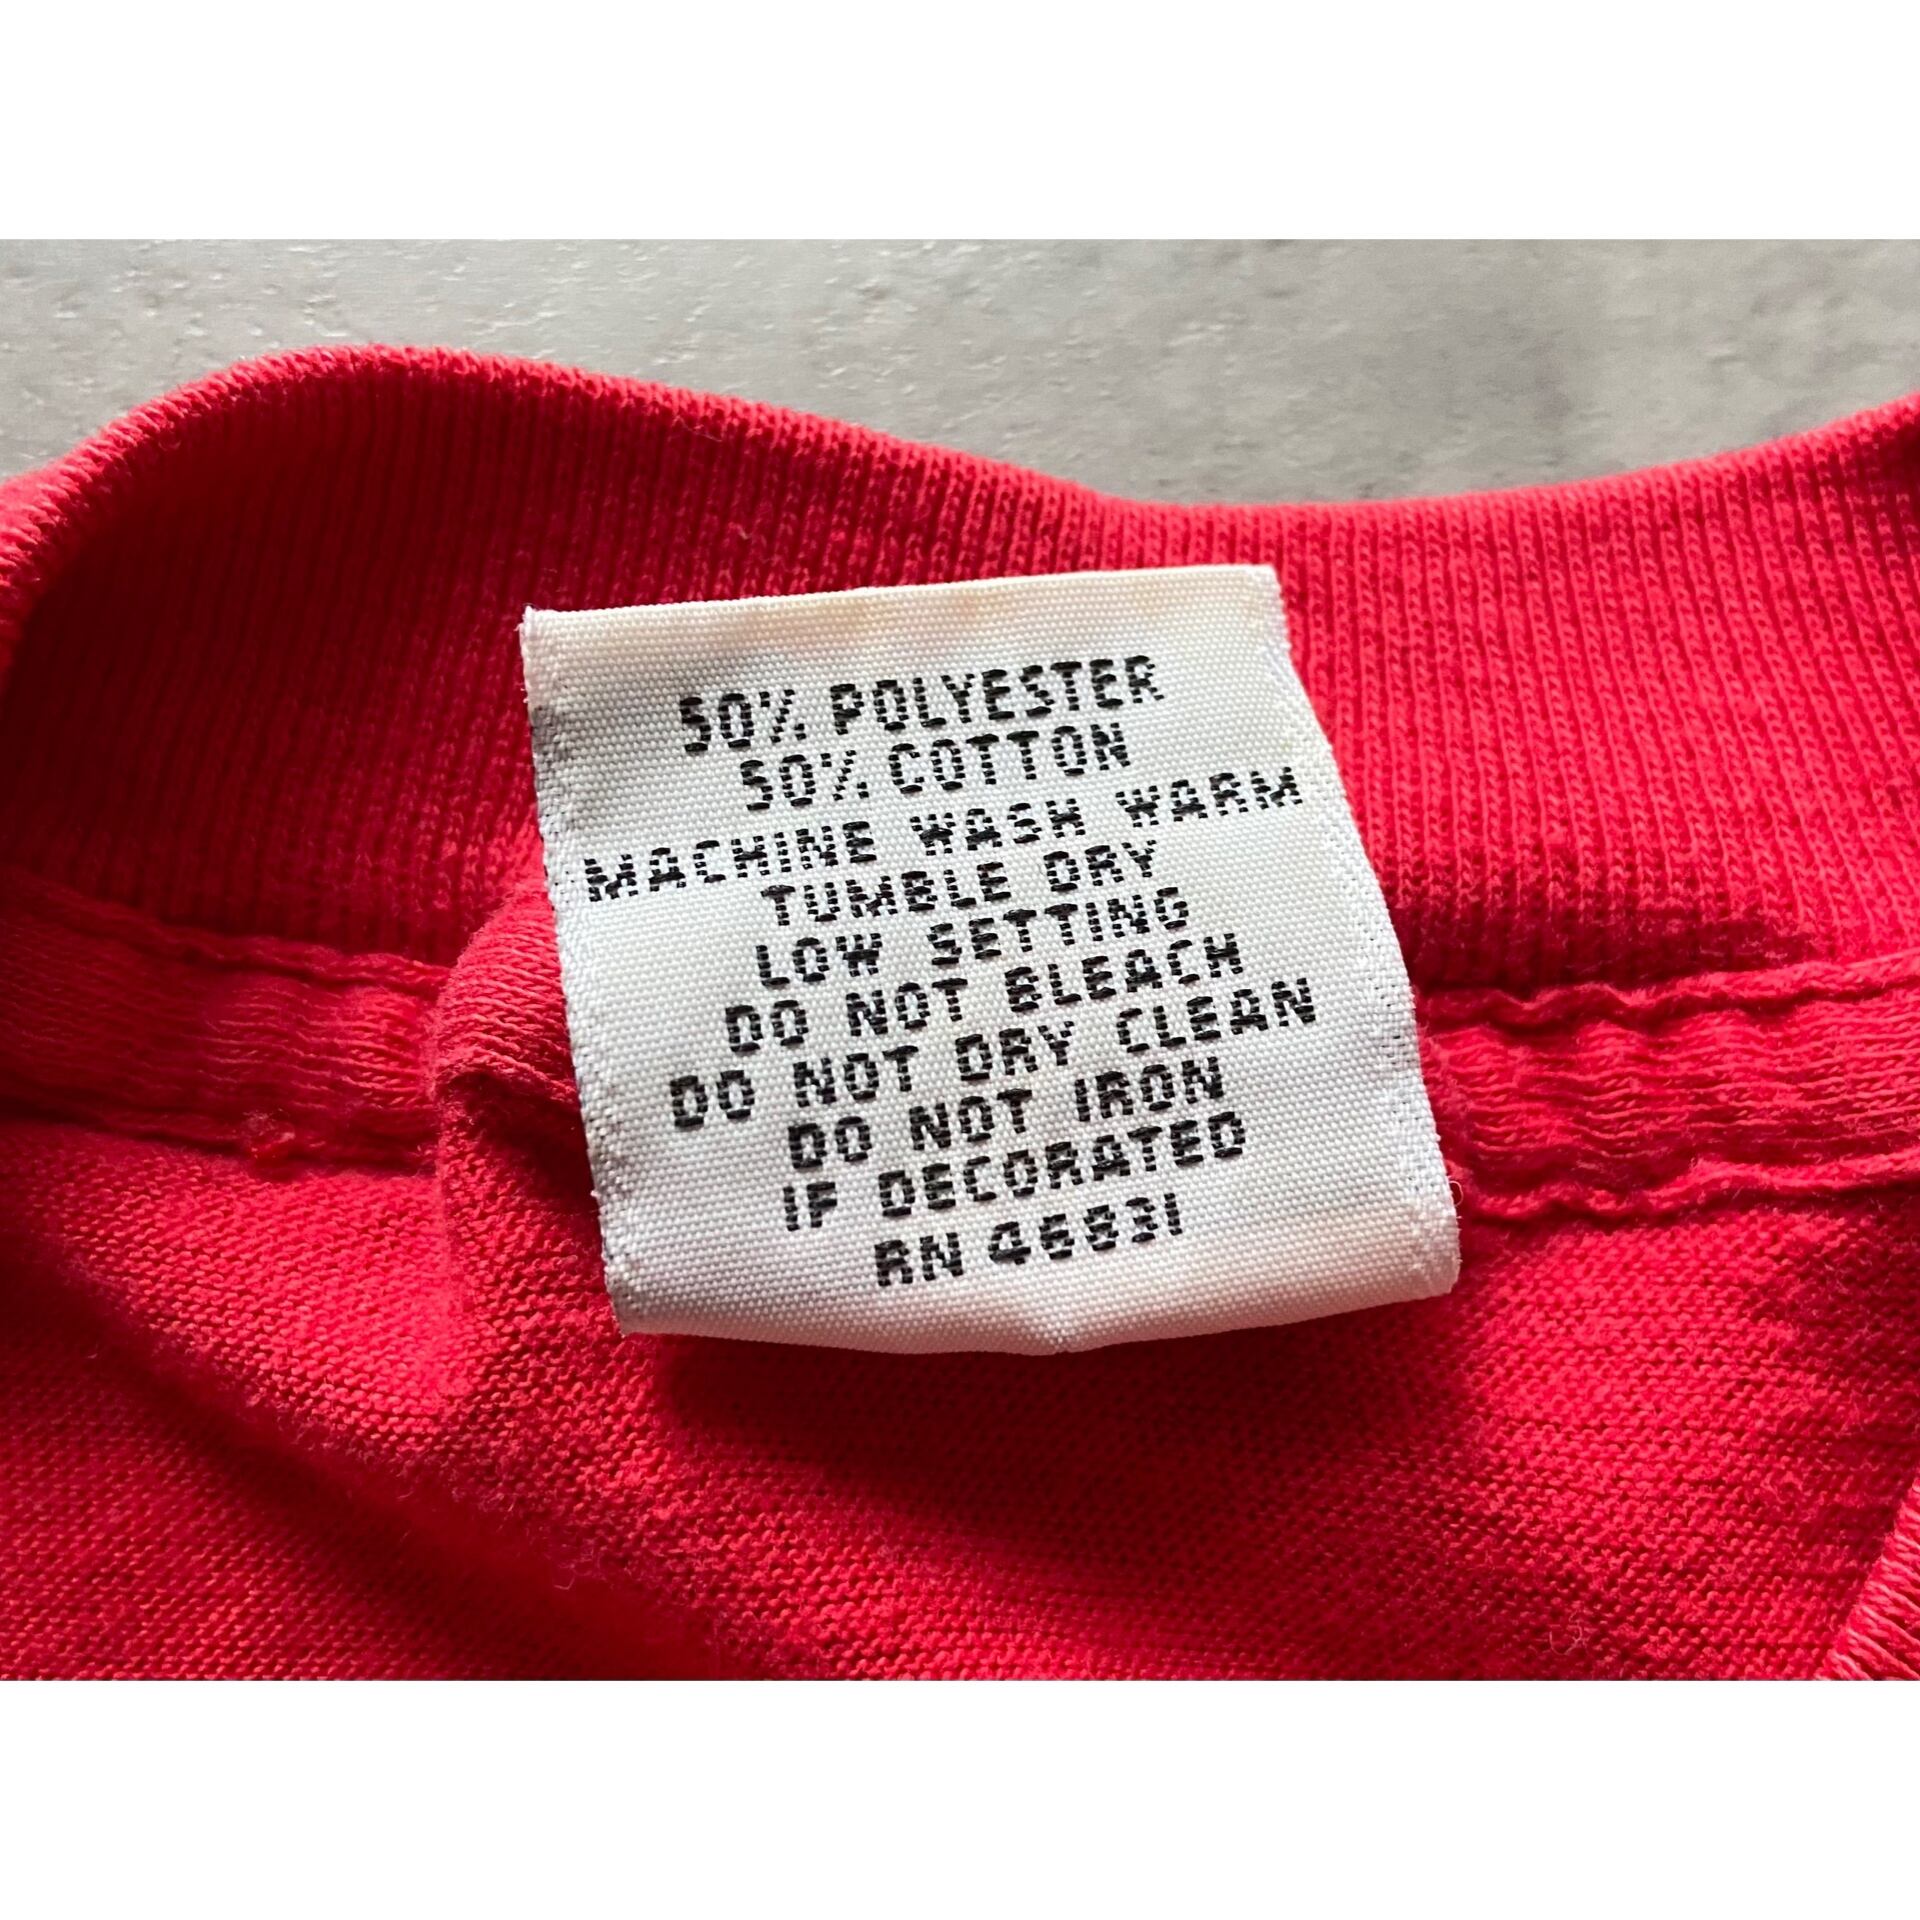 50% POLYESTER
50% COTTON
MACHINE WASH WARM
TUMBLE DRY
LOW SETTING
DO NOT BLEACH
DO NOT DRY CLEAN
DO NOT IRON
IF DECORATED
RN 46831